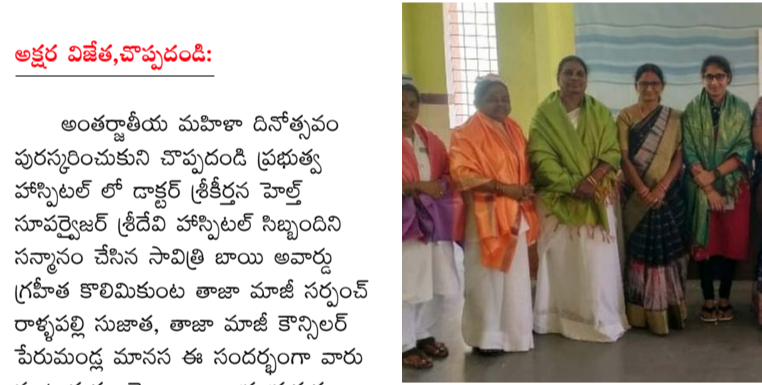 అక్షర విజేత,చొప్పదండి:
అంతర్జాతీయ మహిళా దినోత్సవం
పురస్కరించుకుని చొప్పదండి ప్రభుత్వ
హాస్పిటల్ లో డాక్టర్ శ్రీకీర్తన హెల్త్
సూపర్వైజర్ శ్రీదేవి హాస్పిటల్ సిబ్బందిని
సన్మానం చేసిన సావిత్రి బాయి అవార్డు
గ్రహీత కొలిమికుంట తాజా మాజీ సర్పంచ్
రాళ్ళపల్లి సుజాత, తాజా మాజీ కౌన్సిలర్
పేరుమండ్ల మానస ఈ సందర్భంగా వారు